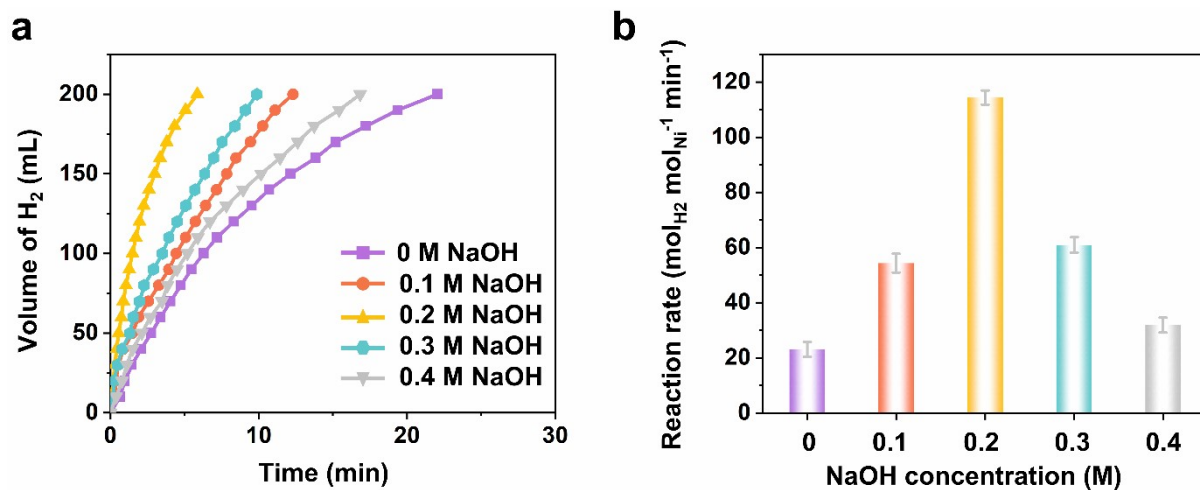 a
Volume of H2 (mL)
200
150
100
50
0
0 M NaOH
0.1 M NaOH
0.2 M NaOH
0.3 M NaOH
0.4 M NaOH
0 10 20 30
Time (min)
b
Reaction rate (molH2 molNi-1 min-1)
120
100
80
60
40
20
0
0 0.1 0.2 0.3 0.4
NaOH concentration (M)